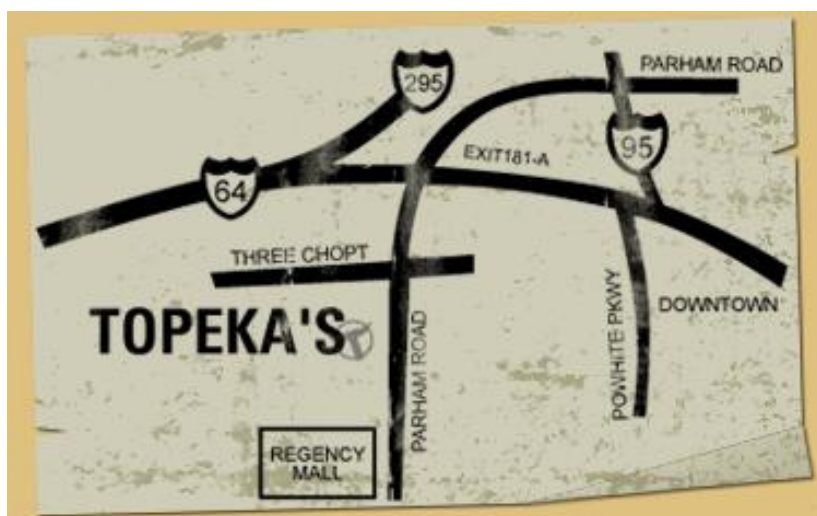 295
PARHAM ROAD
EXIT181-A
95
64
THREE CHOPT
TOPEKA'S
POWHITE PKWY
DOWNTOWN
PARHAM ROAD
REGENCY
MALL